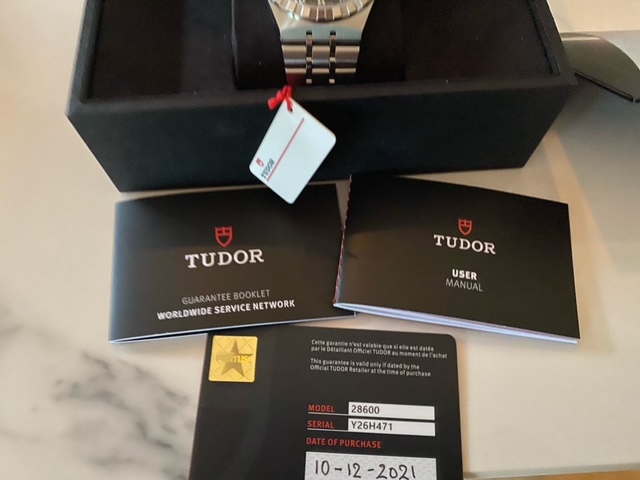 TUDOR
TUDOR
GUARANTEE BOOKLET
WORLDWIDE SERVICE NETWORK
TUDOR
USER
MANUAL
Cette garantie n'est valable que si elle est datée
par le Détaillant Officiel TUDOR au moment de l'achat
This guarantee is valid only if dated by the
Official TUDOR Retailer at the time of purchase
MODEL 28600
SERIAL Y26H471
DATE OF PURCHASE
10-12-2021